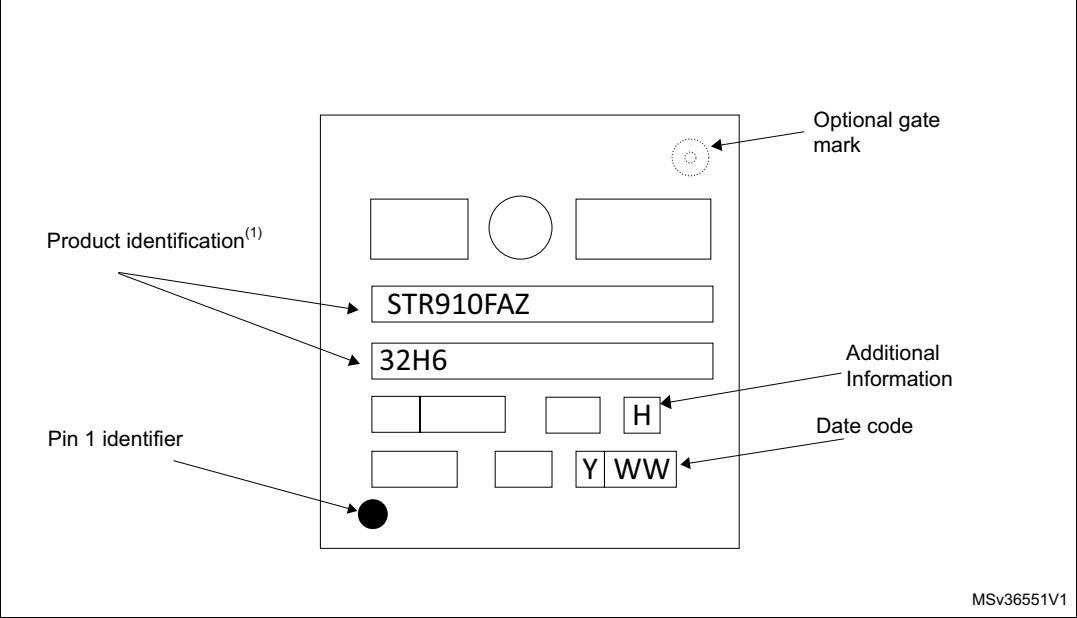 Optional gate
mark
Product identification(1)
STR910FAZ
32H6
Additional
Information
H
Date code
Pin 1 identifier
Y WW
MSv36551V1